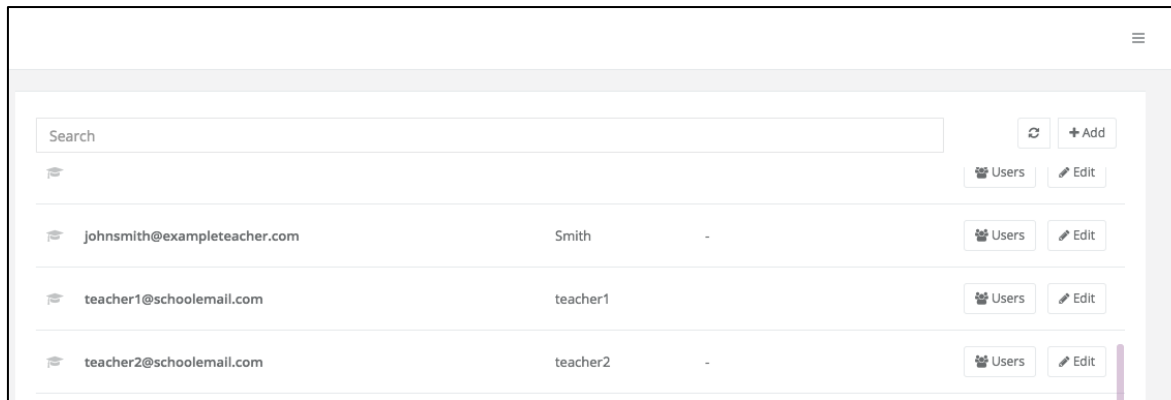 Search
+ Add
Users Edit
johnsmith@exampleteacher.com Smith - Users Edit
teacher1@schoolemail.com teacher1 Users Edit
teacher2@schoolemail.com teacher2 - Users Edit